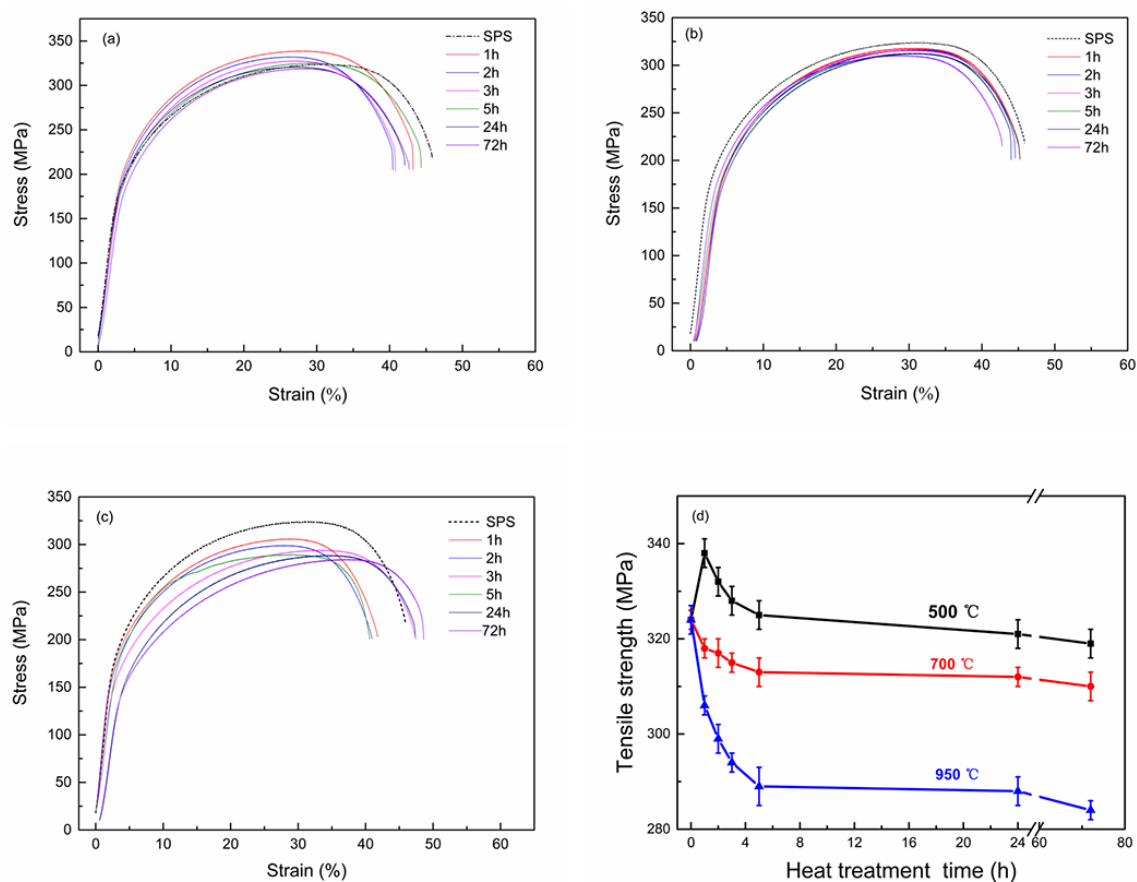 (a)
SPS
1h
2h
3h
5h
24h
72h
350
300
250
200
150
100
50
0
Stress (MPa)
0 10 20 30 40 50 60
Strain (%)
(b)
SPS
1h
2h
3h
5h
24h
72h
350
300
250
200
150
100
50
0
Stress (MPa)
0 10 20 30 40 50 60
Strain (%)
(c)
SPS
1h
2h
3h
5h
24h
72h
350
300
250
200
150
100
50
0
Stress (MPa)
0 10 20 30 40 50 60
Strain (%)
(d)
340
320
300
280
Tensile strength (MPa)
500 ℃
700 ℃
950 ℃
0 4 8 12 16 20 24 60 80
Heat treatment time (h)